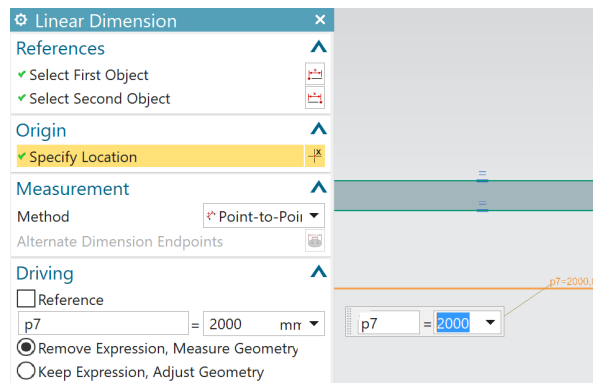 Linear Dimension
References
Select First Object
Select Second Object
Origin
Specify Location
Measurement
Method Point-to-Poi
Alternate Dimension Endpoints
Driving
Reference
p7 = 2000 mm
Remove Expression, Measure Geometry
Keep Expression, Adjust Geometry
=
=
p7=2000,
p7 = 2000